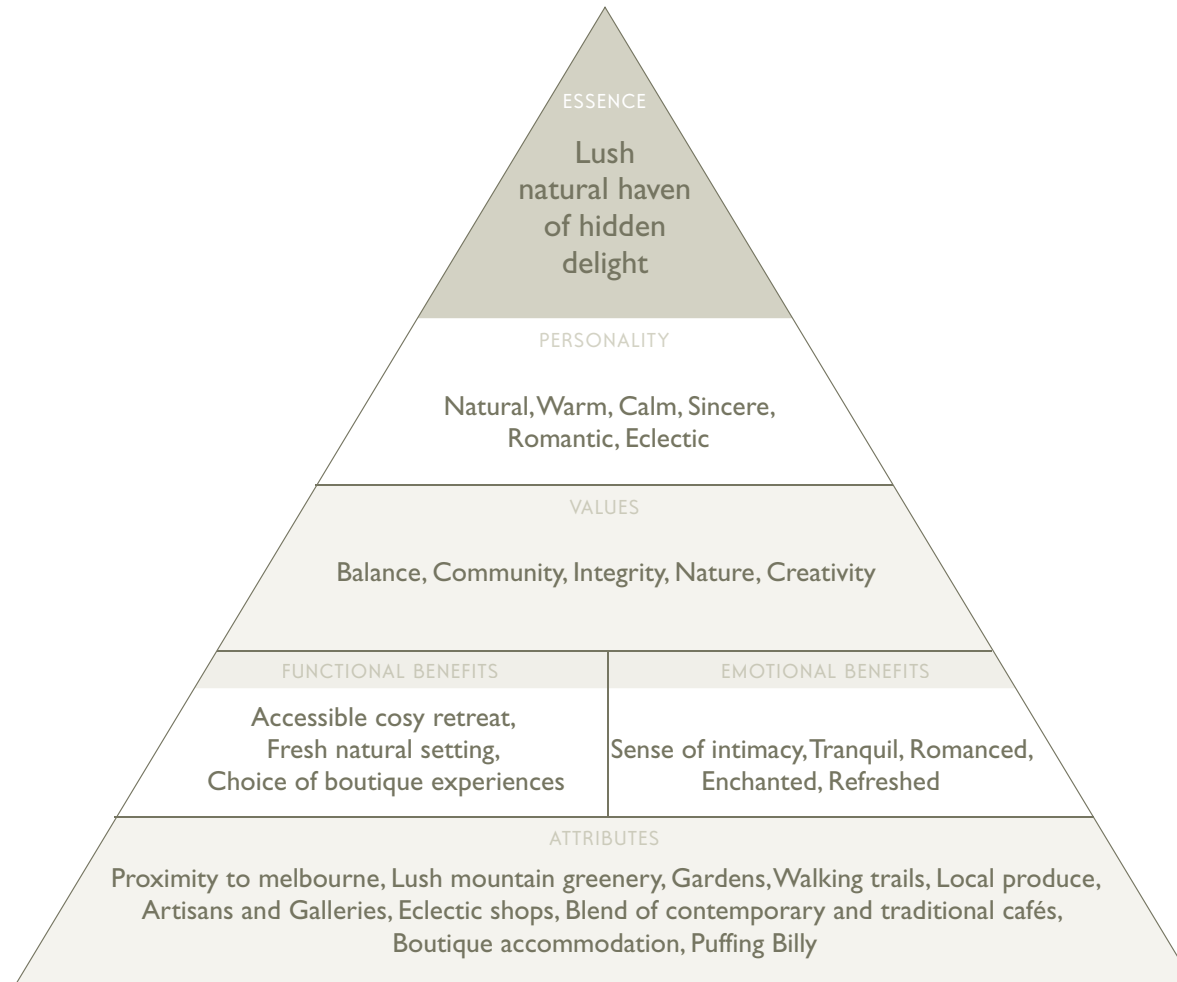 ESSENCE
Lush
natural haven
of hidden
delight
PERSONALITY
Natural, Warm, Calm, Sincere,
Romantic, Eclectic
VALUES
Balance, Community, Integrity, Nature, Creativity
FUNCTIONAL BENEFITS
Accessible cosy retreat,
Fresh natural setting,
Choice of boutique experiences
EMOTIONAL BENEFITS
Sense of intimacy, Tranquil, Romanced,
Enchanted, Refreshed
ATTRIBUTES
Proximity to melbourne, Lush mountain greenery, Gardens, Walking trails, Local produce,
Artisans and Galleries, Eclectic shops, Blend of contemporary and traditional cafés,
Boutique accommodation, Puffing Billy